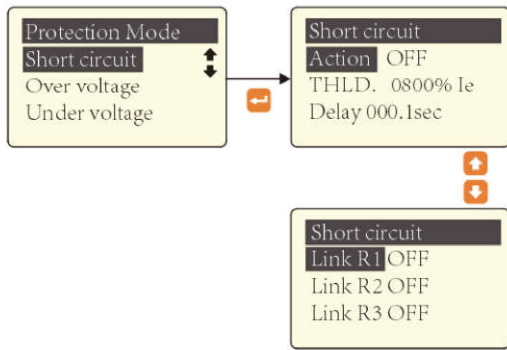 Protection Mode
Short circuit
Over voltage
Under voltage
Short circuit
Action OFF
THLD. 0800% Ie
Delay 000.1sec
Short circuit
Link R1 OFF
Link R2 OFF
Link R3 OFF